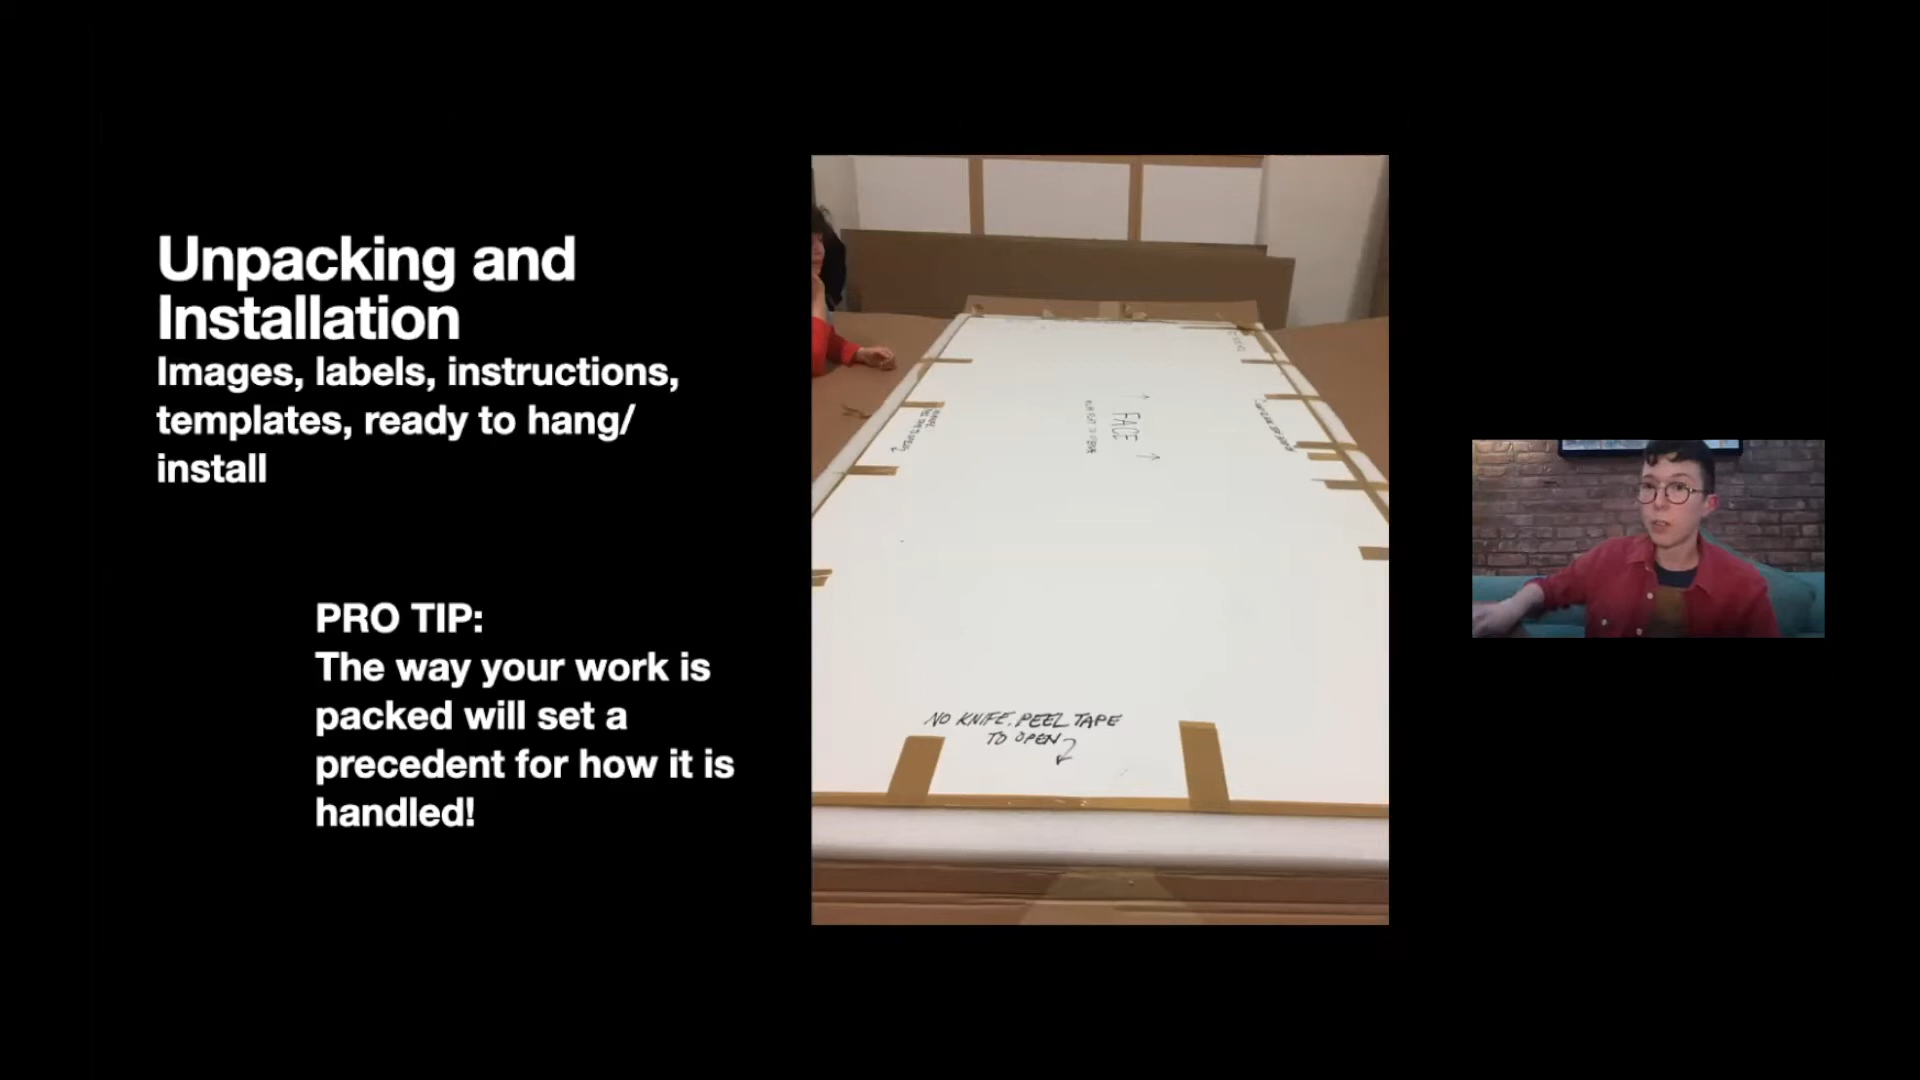 Unpacking and
Installation
Images, labels, instructions,
templates, ready to hang/
install
PRO TIP:
The way your work is
packed will set a
precedent for how it is
handled!
FACE
NO KNIFE. PEEL TAPE
TO OPEN